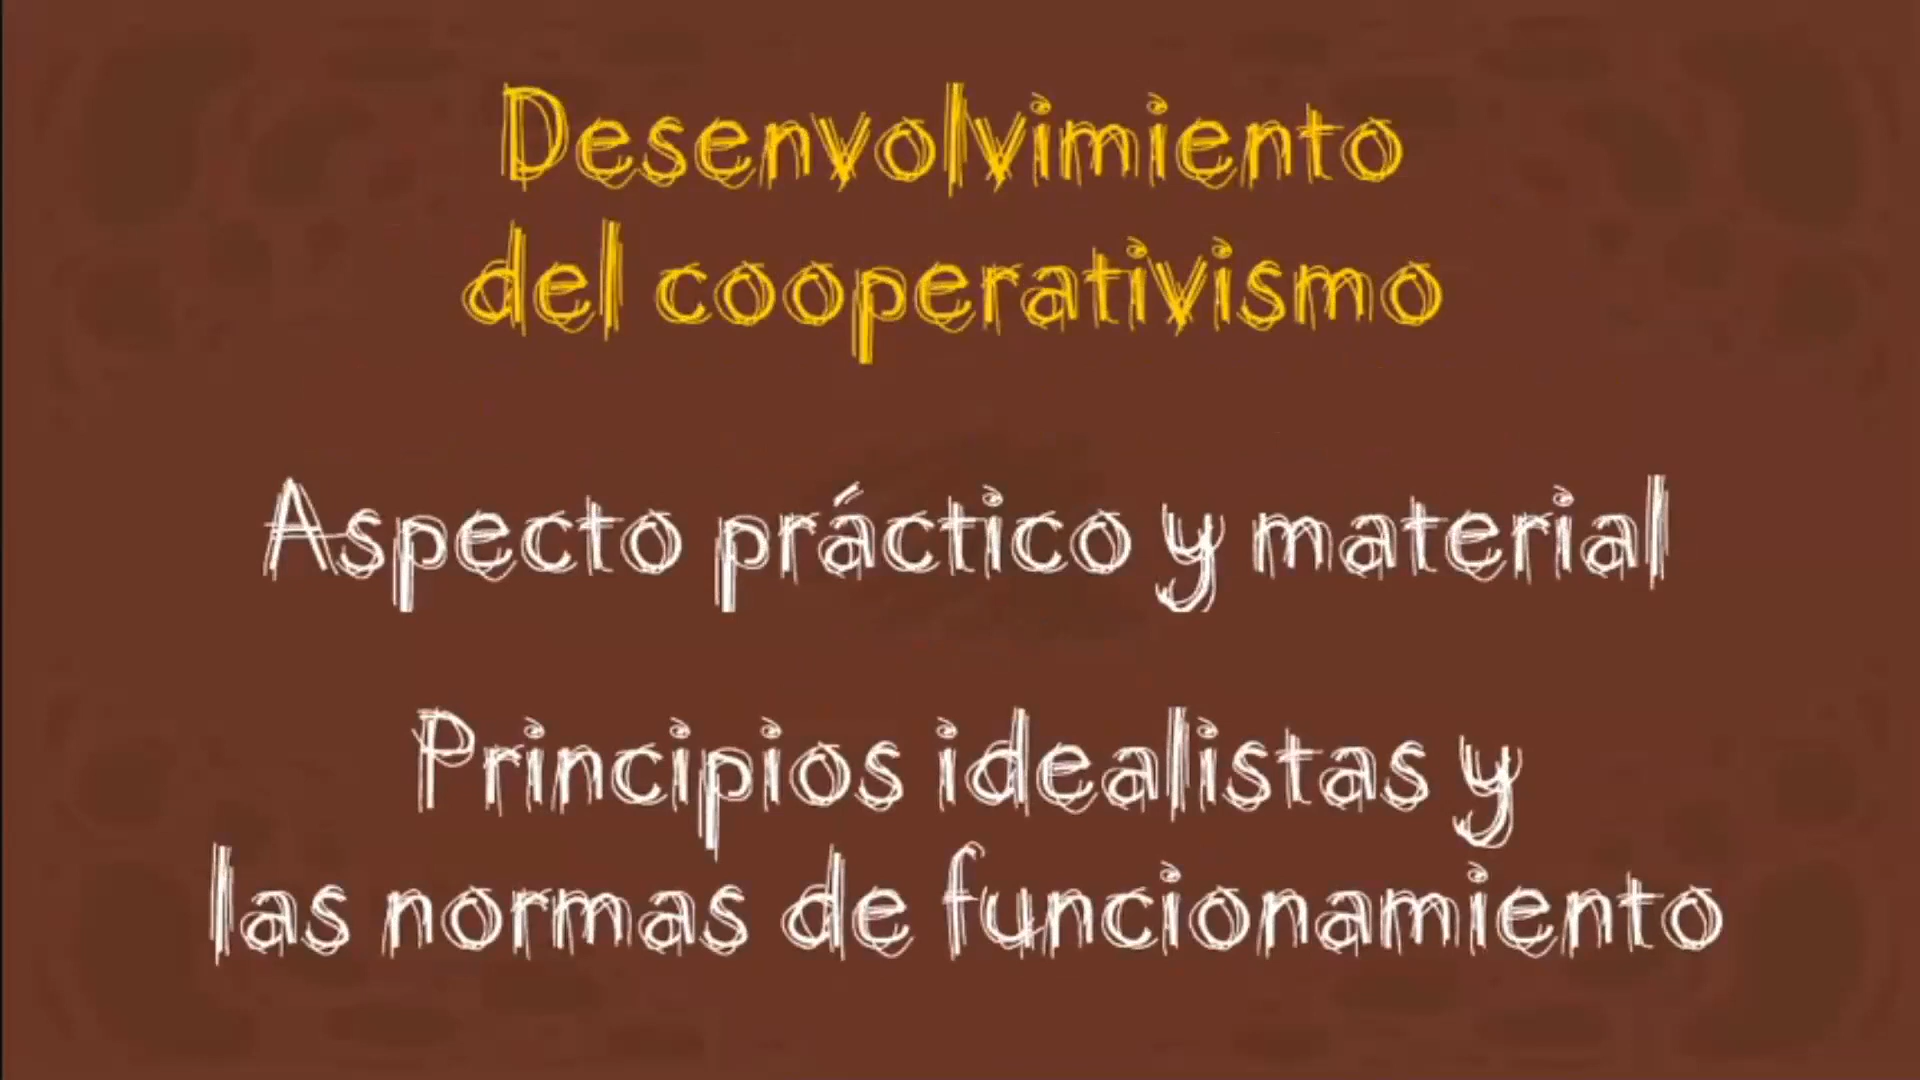 Desenvolvimiento
del cooperativismo
Aspecto práctico y material
Principios idealistas y
las normas de funcionamiento